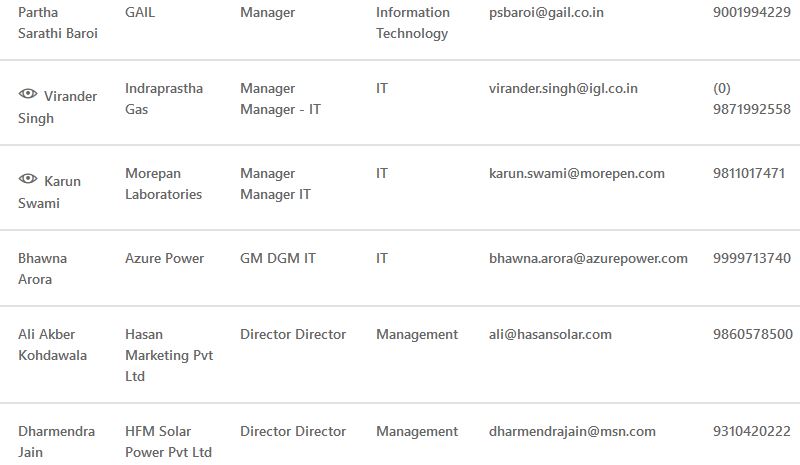 Partha GAIL Manager Information psbaroi@gail.co.in 9001994229
Sarathi Baroi Technology
Virander Indraprastha Manager IT virander.singh@igl.co.in (0)
Singh Gas Manager - IT 9871992558
Karun Morepan Manager IT karun.swami@morepen.com 9811017471
Swami Laboratories Manager IT
Bhawna Azure Power GM DGM IT IT bhawna.arora@azurepower.com 9999713740
Arora
Ali Akber Hasan Director Director Management ali@hasansolar.com 9860578500
Kohdawala Marketing Pvt
Ltd
Dharmendra HFM Solar Director Director Management dharmendrajain@msn.com 9310420222
Jain Power Pvt Ltd